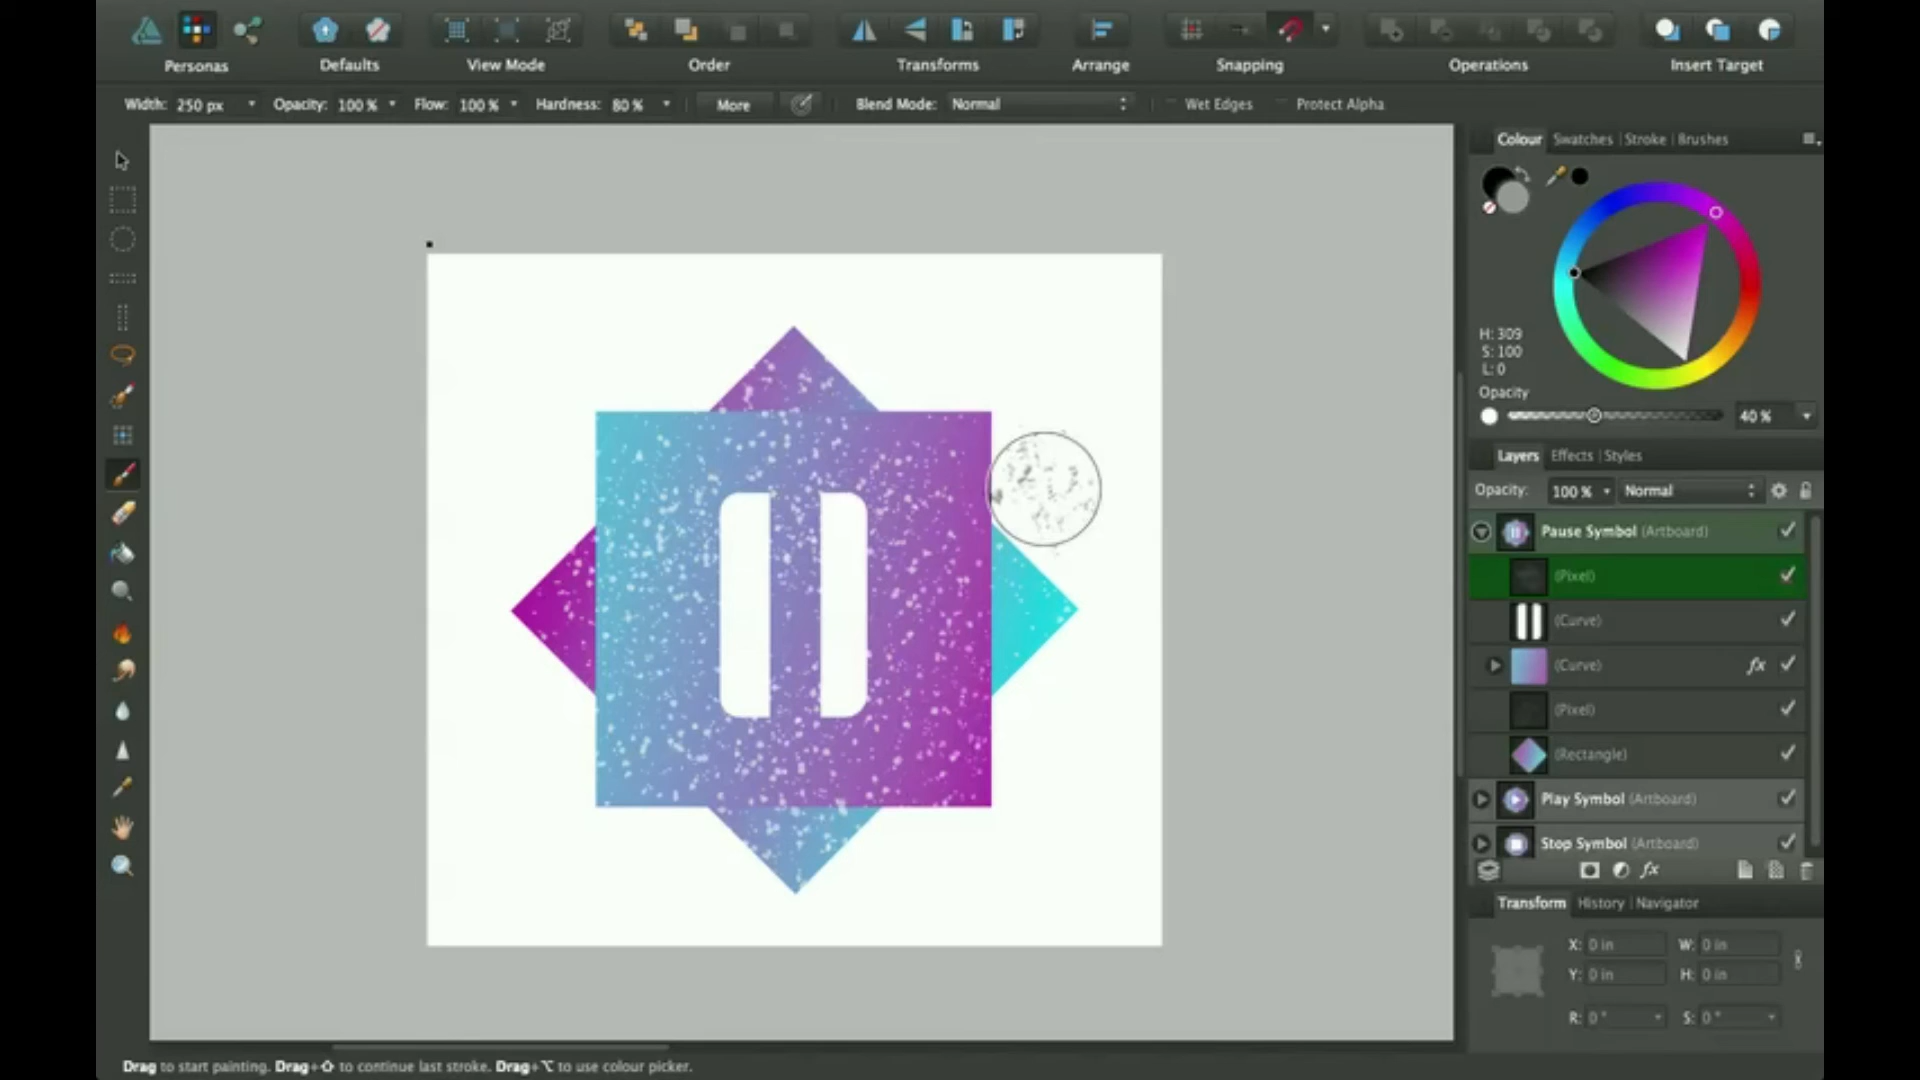 Personas Defaults View Mode Order Transforms Arrange Snapping Operations Insert Target
Width: 250 px Opacity: 100 % Flow: 100 % Hardness: 80 % More Blend Mode: Normal Wet Edges Protect Alpha
Colour Swatches Stroke Brushes
H: 309
S: 100
L: 0
Opacity
40 %
Layers Effects Styles
Opacity: 100 % Normal
Pause Symbol (Artboard)
(Pixel)
(Curve)
(Curve) fx
(Pixel)
(Rectangle)
Play Symbol (Artboard)
Stop Symbol (Artboard)
fx
Transform History Navigator
X: 0 in W: 0 in
Y: 0 in H: 0 in
R: 0 ° S: 0 °
Drag to start painting. Drag+⇧ to continue last stroke. Drag+⌥ to use colour picker.